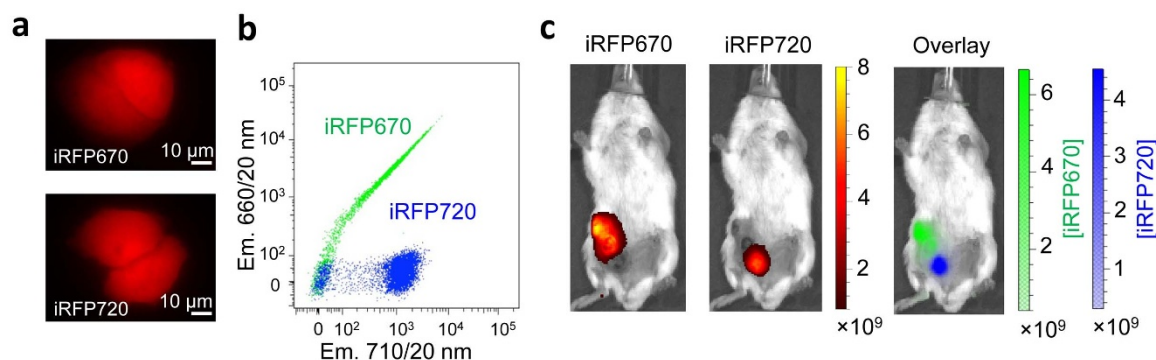 a
iRFP670
10 µm
iRFP720
10 µm
b
Em. 660/20 nm
10⁵
10⁴
10³
10²
0
iRFP670
iRFP720
0 10² 10³ 10⁴ 10⁵
Em. 710/20 nm
c
iRFP670 iRFP720 Overlay
8
6
4
2
×10⁹
6
4
2
×10⁹
[iRFP670]
4
3
2
1
×10⁹
[iRFP720]